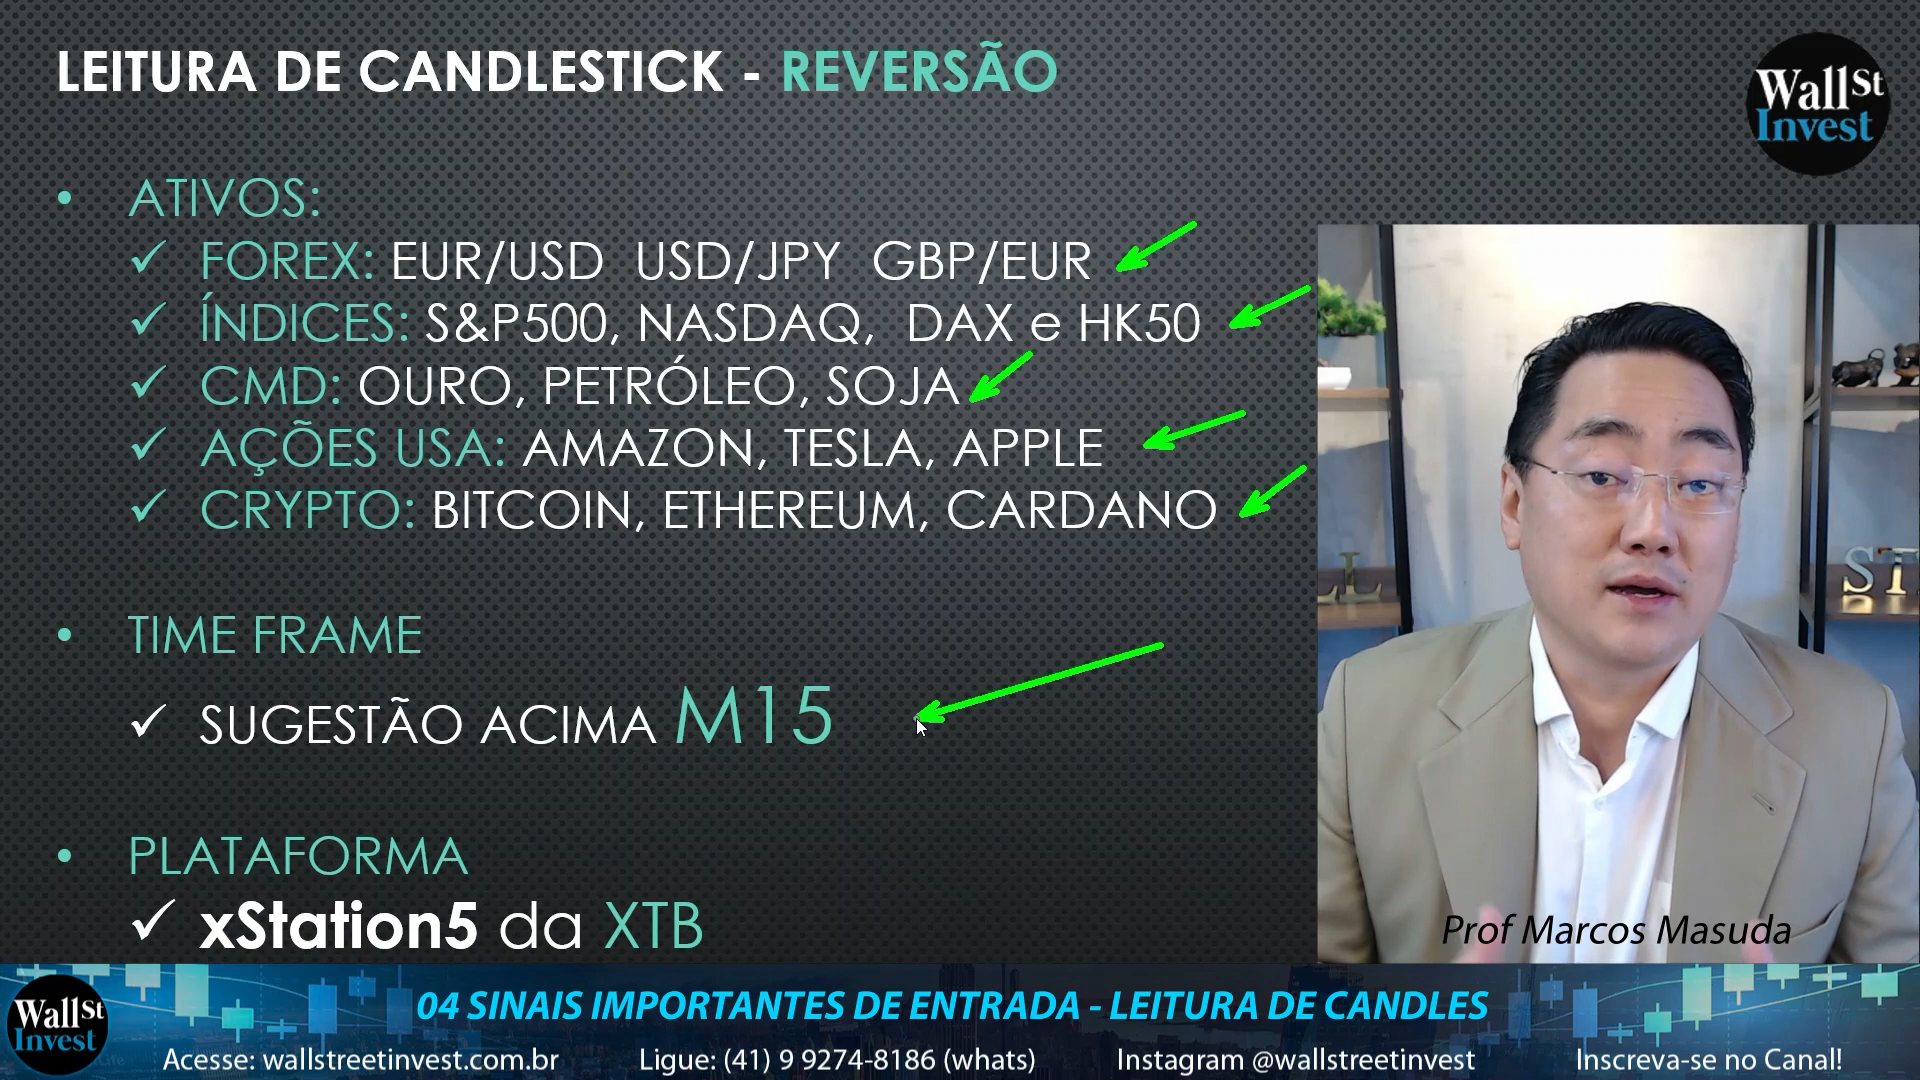 LEITURA DE CANDLESTICK - REVERSÃO
WallSt
Invest
• ATIVOS:
✓ FOREX: EUR/USD USD/JPY GBP/EUR
✓ ÍNDICES: S&P500, NASDAQ, DAX e HK50
✓ CMD: OURO, PETRÓLEO, SOJA
✓ AÇÕES USA: AMAZON, TESLA, APPLE
✓ CRYPTO: BITCOIN, ETHEREUM, CARDANO
• TIME FRAME
✓ SUGESTÃO ACIMA M15
• PLATAFORMA
✓ xStation5 da XTB
LL
ST
Prof Marcos Masuda
WallSt
Invest
04 SINAIS IMPORTANTES DE ENTRADA - LEITURA DE CANDLES
Acesse: wallstreetinvest.com.br Ligue: (41) 9 9274-8186 (whats) Instagram @wallstreetinvest Inscreva-se no Canal!